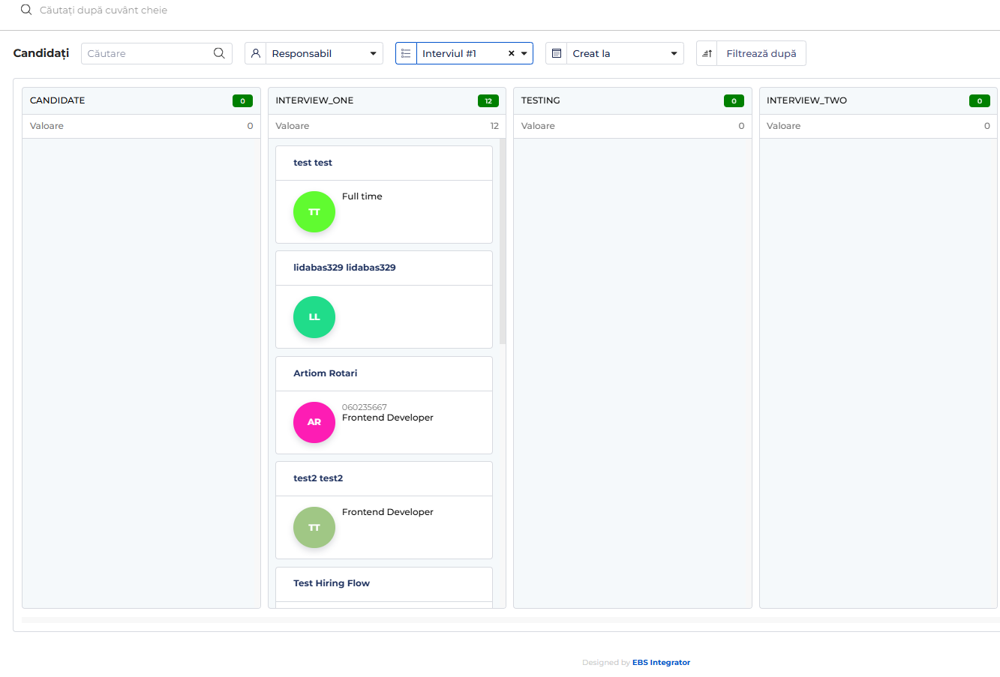 Căutați după cuvânt cheie
Candidați
Căutare
Responsabil
Interviul #1
Creat la
Filtrează după
CANDIDATE 0
Valoare 0
INTERVIEW_ONE 12
Valoare 12
test test
TT
Full time
lidabas329 lidabas329
LL
Artiom Rotari
AR
060235667
Frontend Developer
test2 test2
TT
Frontend Developer
Test Hiring Flow
TESTING 0
Valoare 0
INTERVIEW_TWO 0
Valoare 0
Designed by EBS Integrator